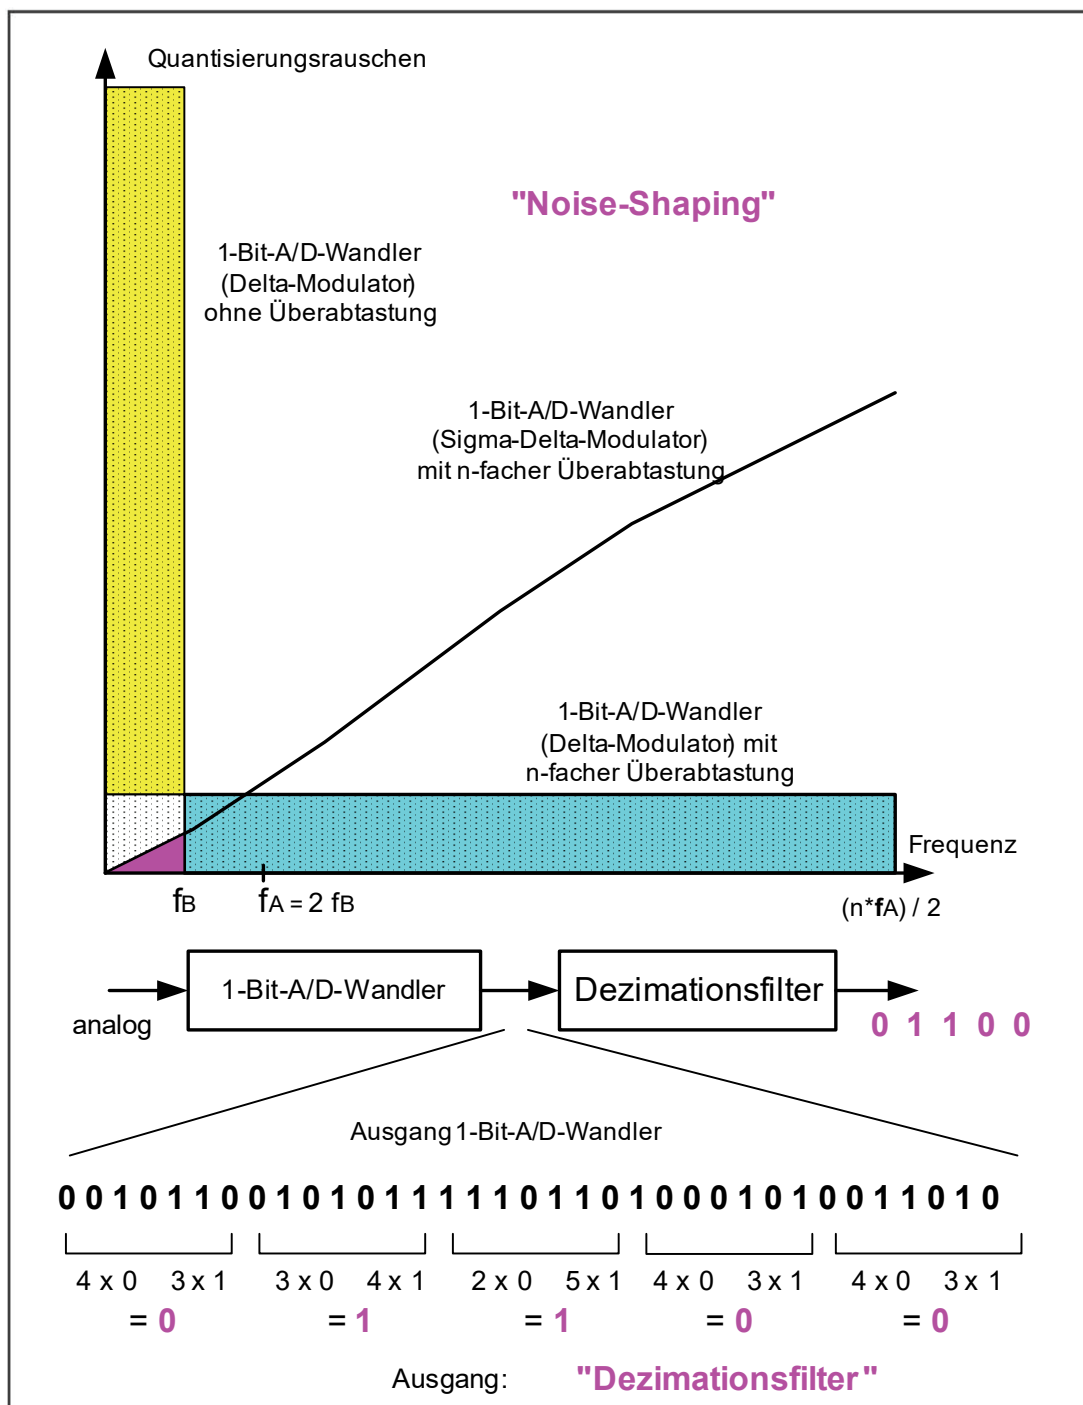 Quantisierungsrauschen
"Noise-Shaping"
1-Bit-A/D-Wandler
(Delta-Modulator)
ohne Überabtastung
1-Bit-A/D-Wandler
(Sigma-Delta-Modulator)
mit n-facher Überabtastung
1-Bit-A/D-Wandler
(Delta-Modulator) mit
n-facher Überabtastung
Frequenz
fB fA = 2 fB (n*fA) / 2
1-Bit-A/D-Wandler Dezimationsfilter
analog 0 1 1 0 0
Ausgang 1-Bit-A/D-Wandler
0 0 1 0 1 1 0 0 1 0 1 0 1 1 1 1 1 0 1 1 0 1 0 0 0 1 0 1 0 0 1 1 0 1 0
4 x 0 3 x 1 3 x 0 4 x 1 2 x 0 5 x 1 4 x 0 3 x 1 4 x 0 3 x 1
= 0 = 1 = 1 = 0 = 0
Ausgang: "Dezimationsfilter"